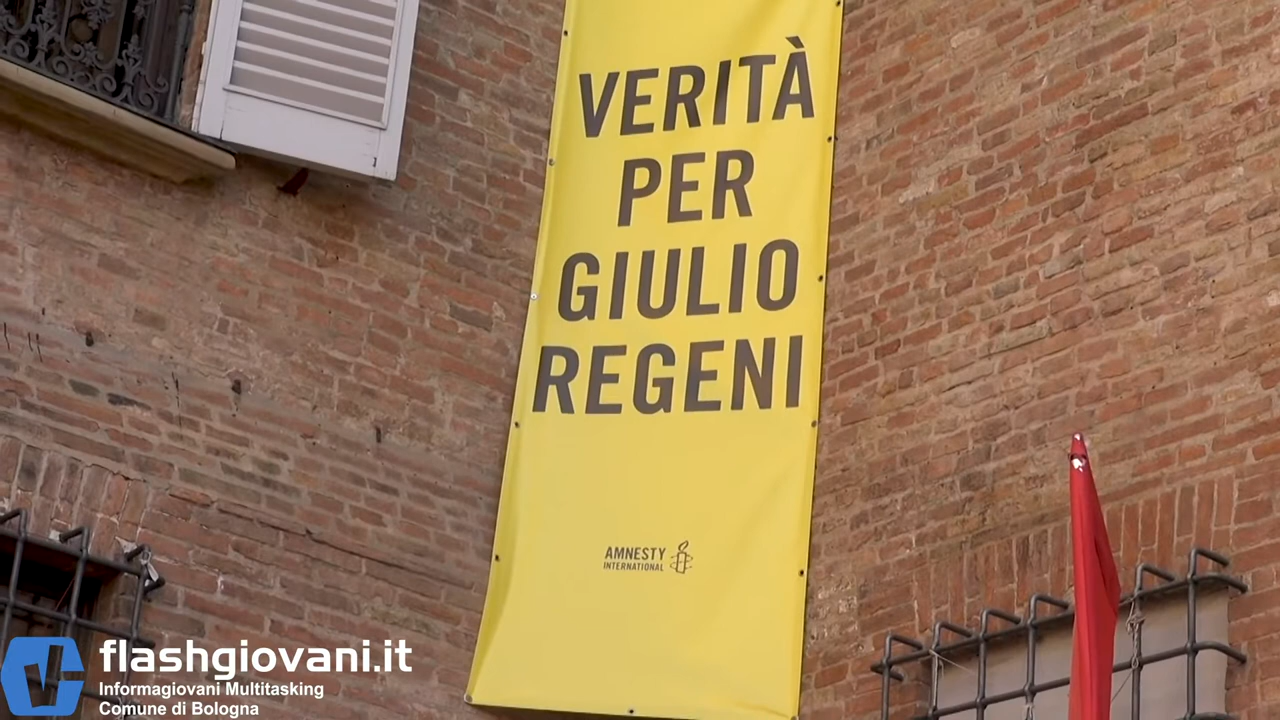 VERITÀ
PER
GIULIO
REGENI
AMNESTY
INTERNATIONAL
flashgiovani.it
Informagiovani Multitasking
Comune di Bologna